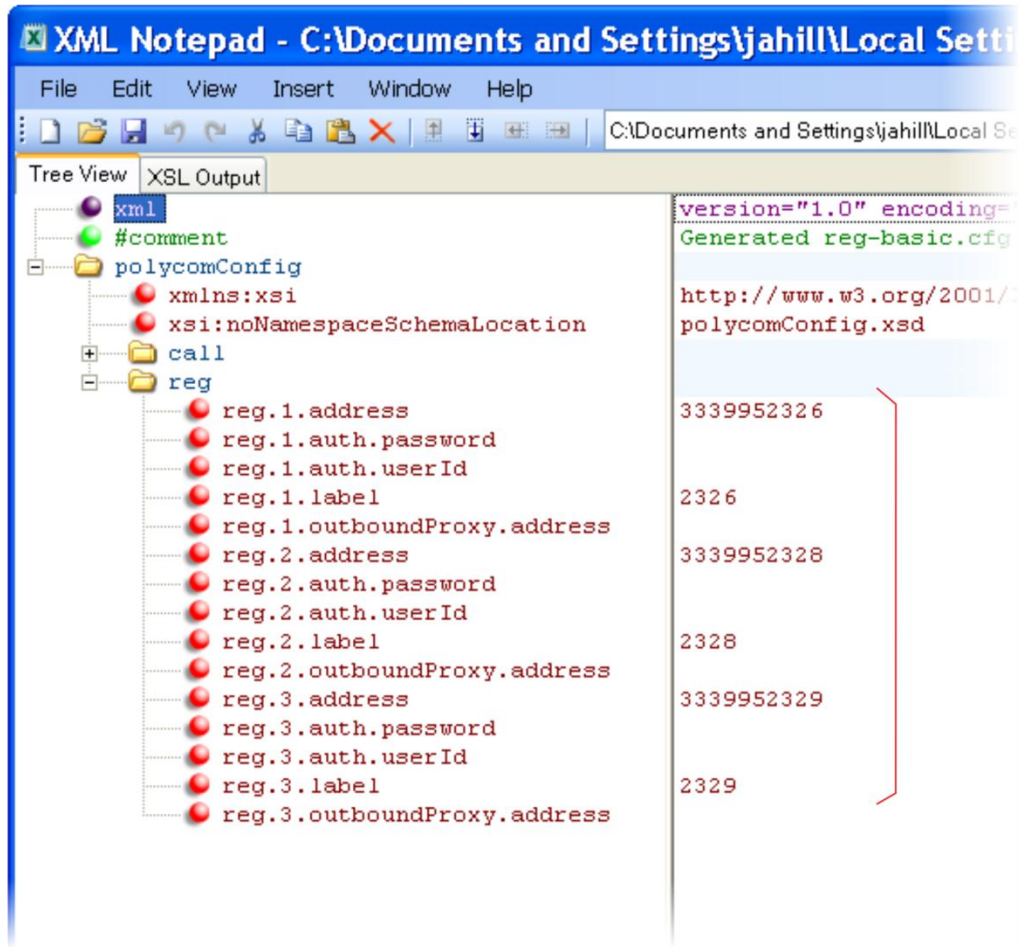 XML Notepad - C:\Documents and Settings\jahill\Local
File Edit View Insert Window Help
C:\Documents and Settings\jahill\Local
Tree View XSL Output
xml version="1.0" encoding="
#comment Generated reg-basic.cfg
polycomConfig
xmlns:xsi http://www.w3.org/2001/
xsi:noNamespaceSchemaLocation polycomConfig.xsd
call
reg
reg.1.address 3339952326
reg.1.auth.password
reg.1.auth.userId
reg.1.label 2326
reg.1.outboundProxy.address
reg.2.address 3339952328
reg.2.auth.password
reg.2.auth.userId
reg.2.label 2328
reg.2.outboundProxy.address
reg.3.address 3339952329
reg.3.auth.password
reg.3.auth.userId
reg.3.label 2329
reg.3.outboundProxy.address